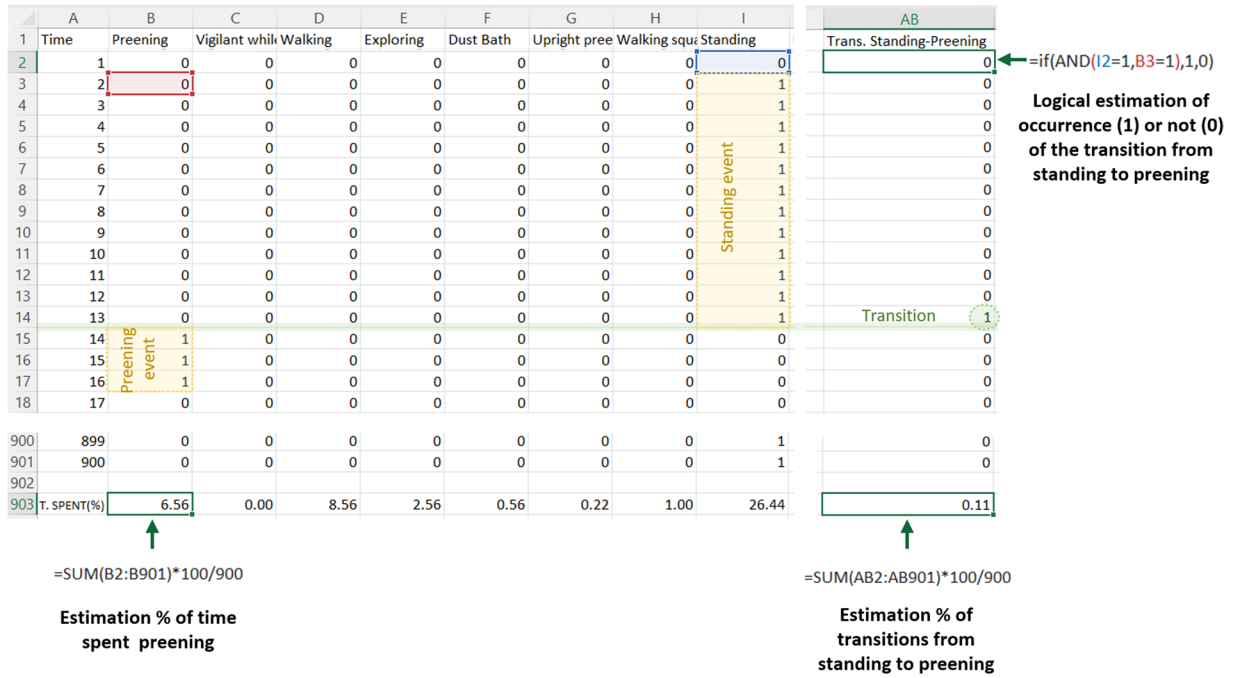 A B C D E F G H I AB
1 Time Preening Vigilant while Walking Exploring Dust Bath Upright pree Walking squa Standing Trans. Standing-Preening
2 1 0 0 0 0 0 0 0 0 0 =if(AND(I2=1,B3=1),1,0)
3 2 0 0 0 0 0 0 0 1 0
4 3 0 0 0 0 0 0 0 1 0
5 4 0 0 0 0 0 0 0 1 0
6 5 0 0 0 0 0 0 0 1 0
7 6 0 0 0 0 0 0 0 1 0
8 7 0 0 0 0 0 0 0 1 0
9 8 0 0 0 0 0 0 0 1 0
10 9 0 0 0 0 0 0 0 1 0
11 10 0 0 0 0 0 0 0 1 0
12 11 0 0 0 0 0 0 0 1 0
13 12 0 0 0 0 0 0 0 1 0
14 13 0 0 0 0 0 0 0 1 Transition 1
15 14 1 0 0 0 0 0 0 0 0
16 15 1 0 0 0 0 0 0 0 0
17 16 1 0 0 0 0 0 0 0 0
18 17 0 0 0 0 0 0 0 0 0
Standing event
Preening
event
Logical estimation of
occurrence (1) or not (0)
of the transition from
standing to preening
900 899 0 0 0 0 0 0 0 1 0
901 900 0 0 0 0 0 0 0 1 0
902
903 T. SPENT(%) 6.56 0.00 8.56 2.56 0.56 0.22 1.00 26.44 0.11
=SUM(B2:B901)*100/900
Estimation % of time
spent preening
=SUM(AB2:AB901)*100/900
Estimation % of
transitions from
standing to preening